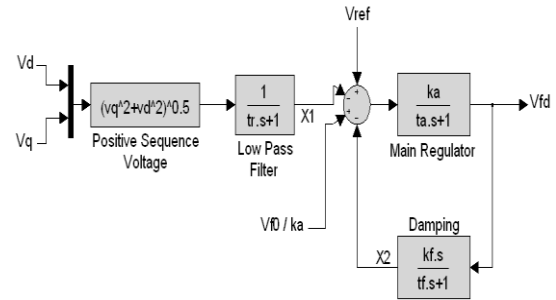 Vref
Vd
Vq
(vq^2+vd^2)^0.5
Positive Sequence
Voltage
1
tr.s+1
Low Pass
Filter
X1
+
-
+
-
ka
ta.s+1
Main Regulator
Vfd
Vf0 / ka
Damping
X2
kf.s
tf.s+1